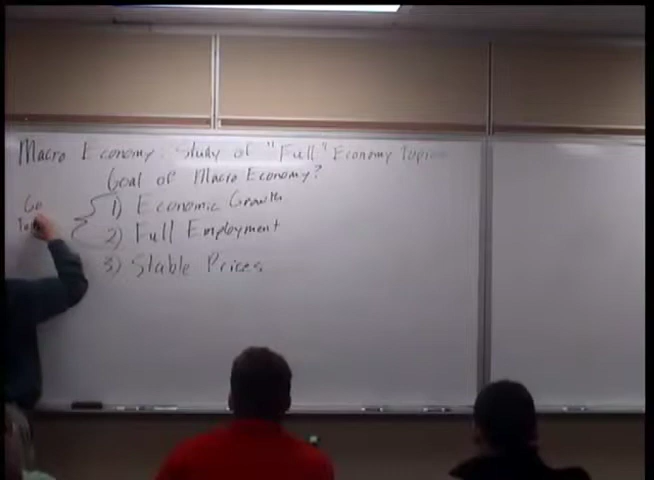 Macro Economy: Study of "Full" Economy Topics
Goal of Macro Economy?
1) Economic Growth
2) Full Employment
3) Stable Prices
Go